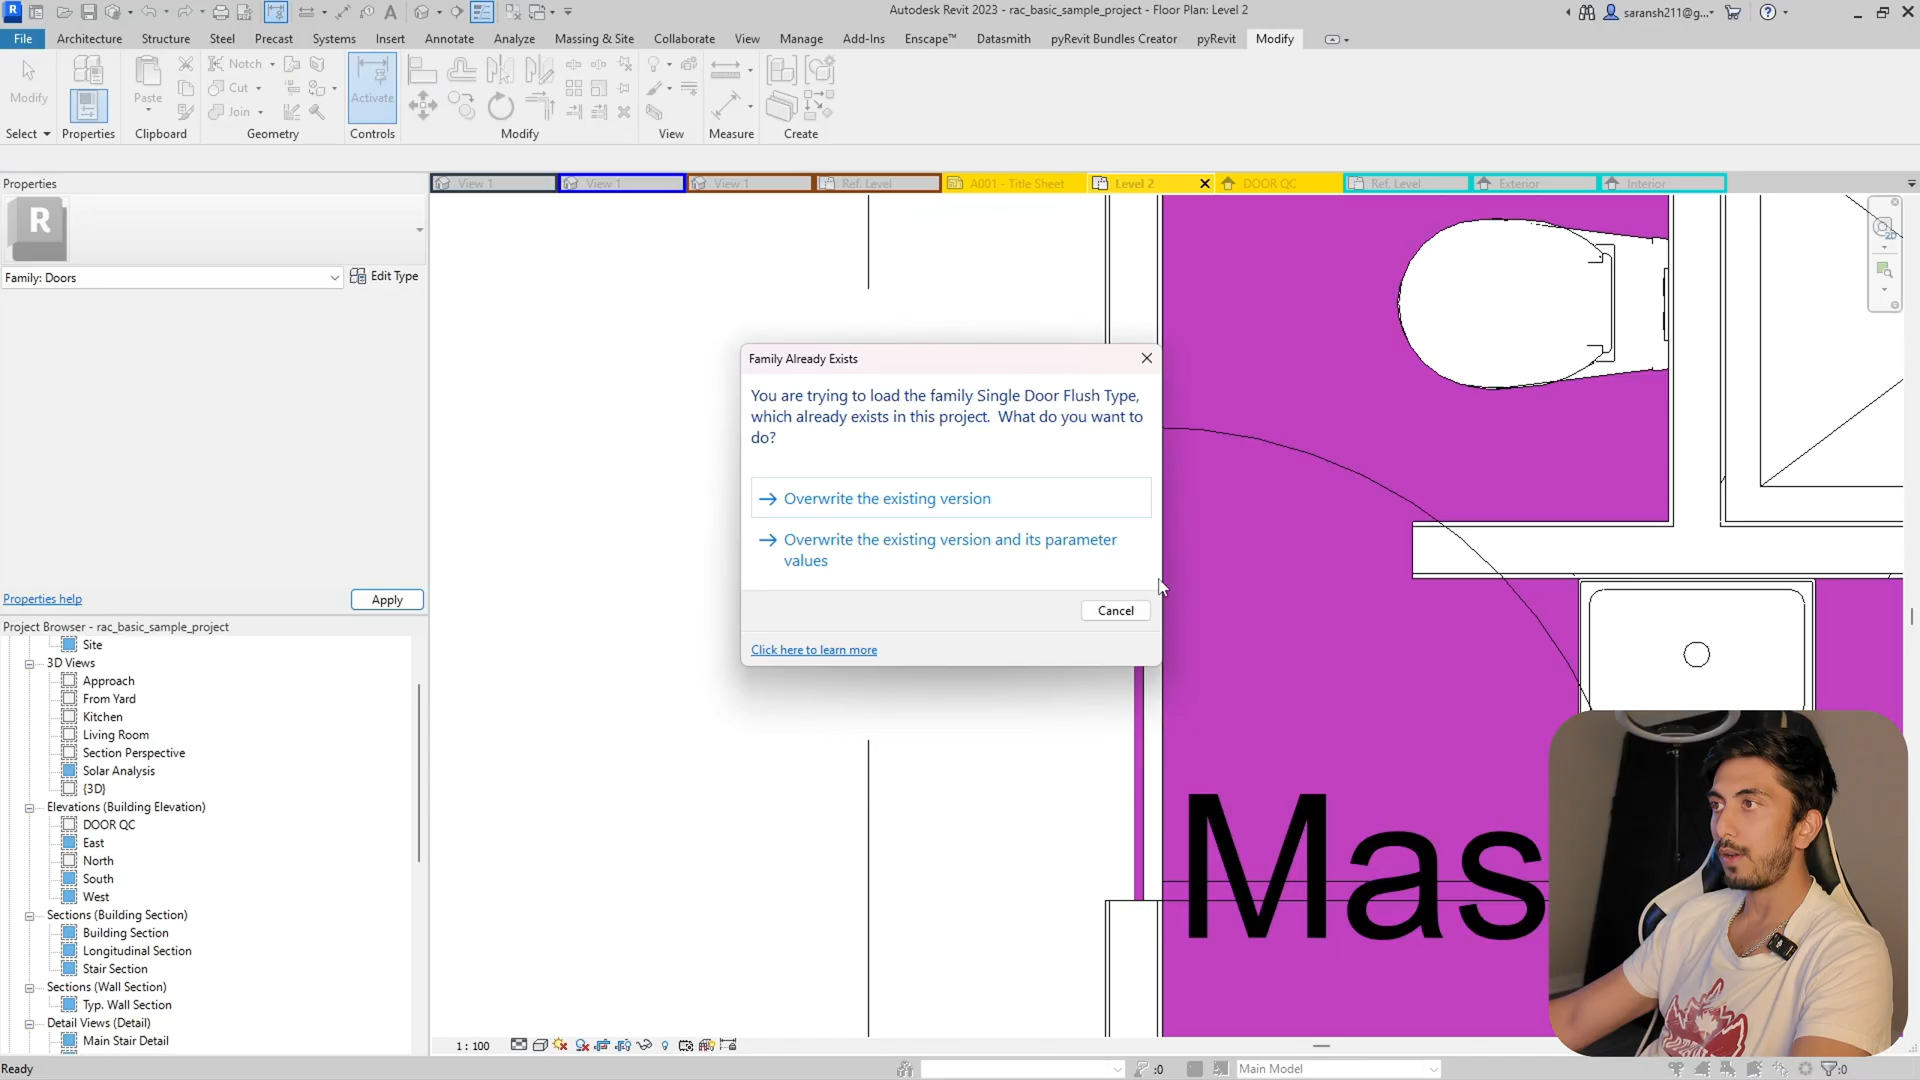 Autodesk Revit 2023 - rac_basic_sample_project - Floor Plan: Level 2
saransh211@g...
File Architecture Structure Steel Precast Systems Insert Annotate Analyze Massing & Site Collaborate View Manage Add-Ins Enscape™ Datasmith pyRevit Bundles Creator pyRevit Modify
Modify
Paste
Notch
Cut
Join
Activate
Select Properties Clipboard Geometry Controls Modify View Measure Create
Properties
View 1 View 1 View 1 Ref. Level A001 - Title Sheet Level 2 DOOR QC Ref. Level Exterior Interior
R
Family: Doors
Edit Type
2D
Family Already Exists
You are trying to load the family Single Door Flush Type,
which already exists in this project. What do you want to
do?
Overwrite the existing version
Overwrite the existing version and its parameter
values
Cancel
Click here to learn more
Properties help
Apply
Project Browser - rac_basic_sample_project
Site
3D Views
Approach
From Yard
Kitchen
Living Room
Section Perspective
Solar Analysis
{3D}
Elevations (Building Elevation)
DOOR QC
East
North
South
West
Sections (Building Section)
Building Section
Longitudinal Section
Stair Section
Sections (Wall Section)
Typ. Wall Section
Detail Views (Detail)
Main Stair Detail
Mas
1 : 100
Ready
:0
Main Model
:0